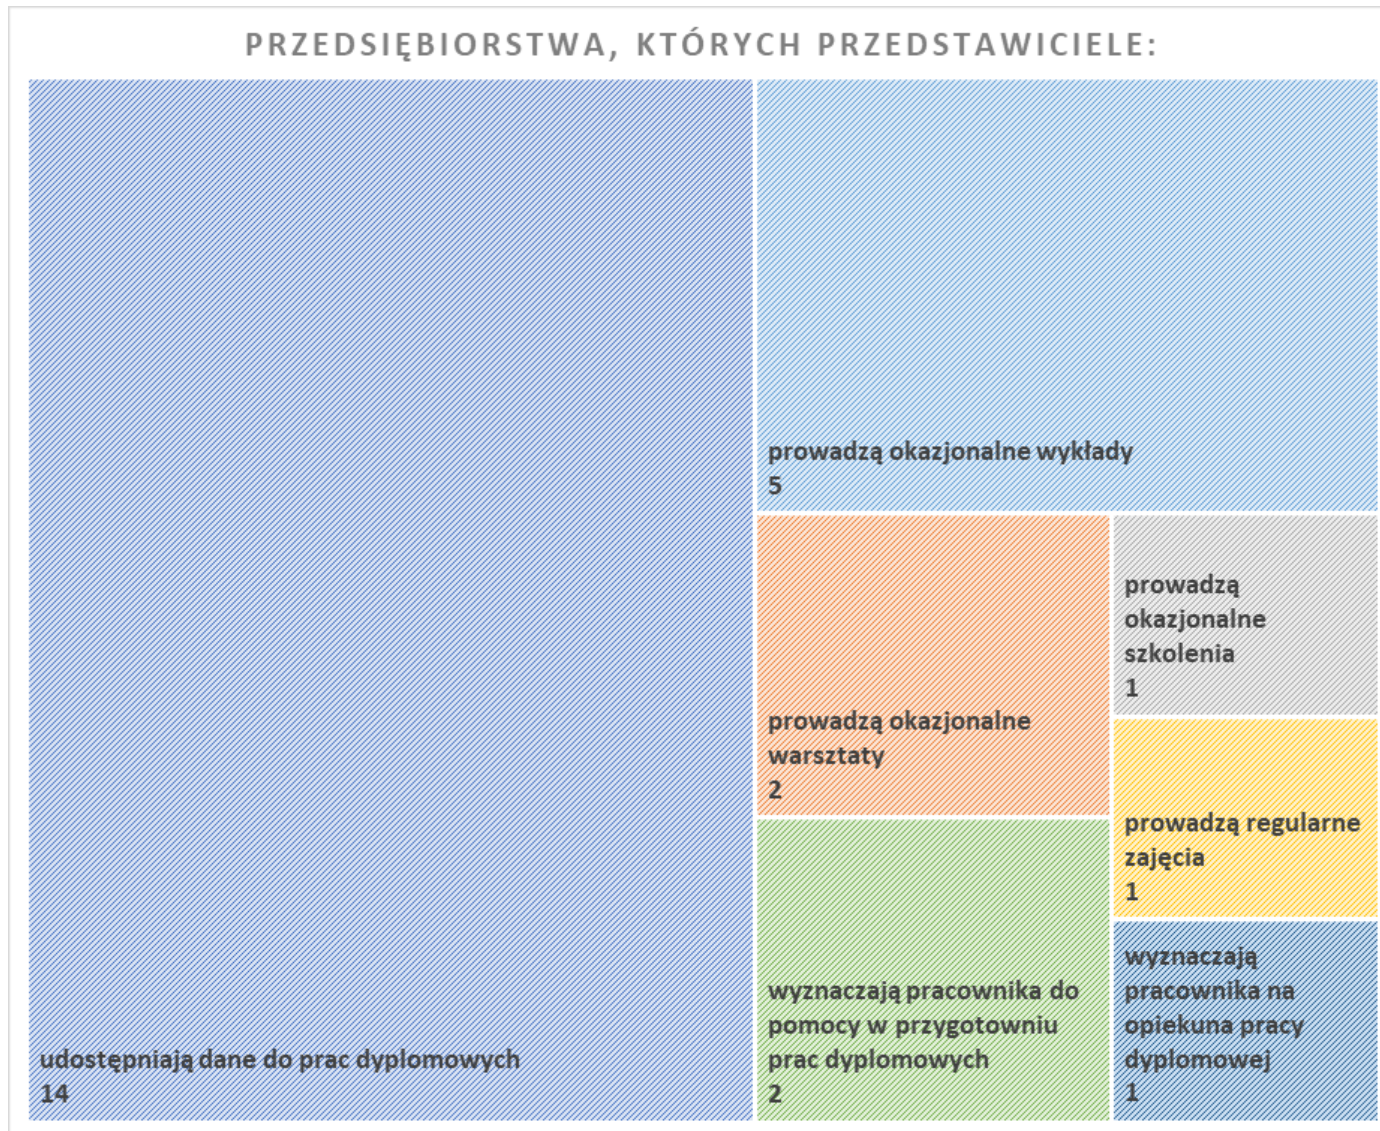 PRZEDSIĘBIORSTWA, KTÓRYCH PRZEDSTAWICIELE:
udostępniają dane do prac dyplomowych
14
prowadzą okazjonalne wykłady
5
prowadzą okazjonalne
warsztaty
2
wyznaczają pracownika do
pomocy w przygotowniu
prac dyplomowych
2
prowadzą
okazjonalne
szkolenia
1
prowadzą regularne
zajęcia
1
wyznaczają
pracownika na
opiekuna pracy
dyplomowej
1